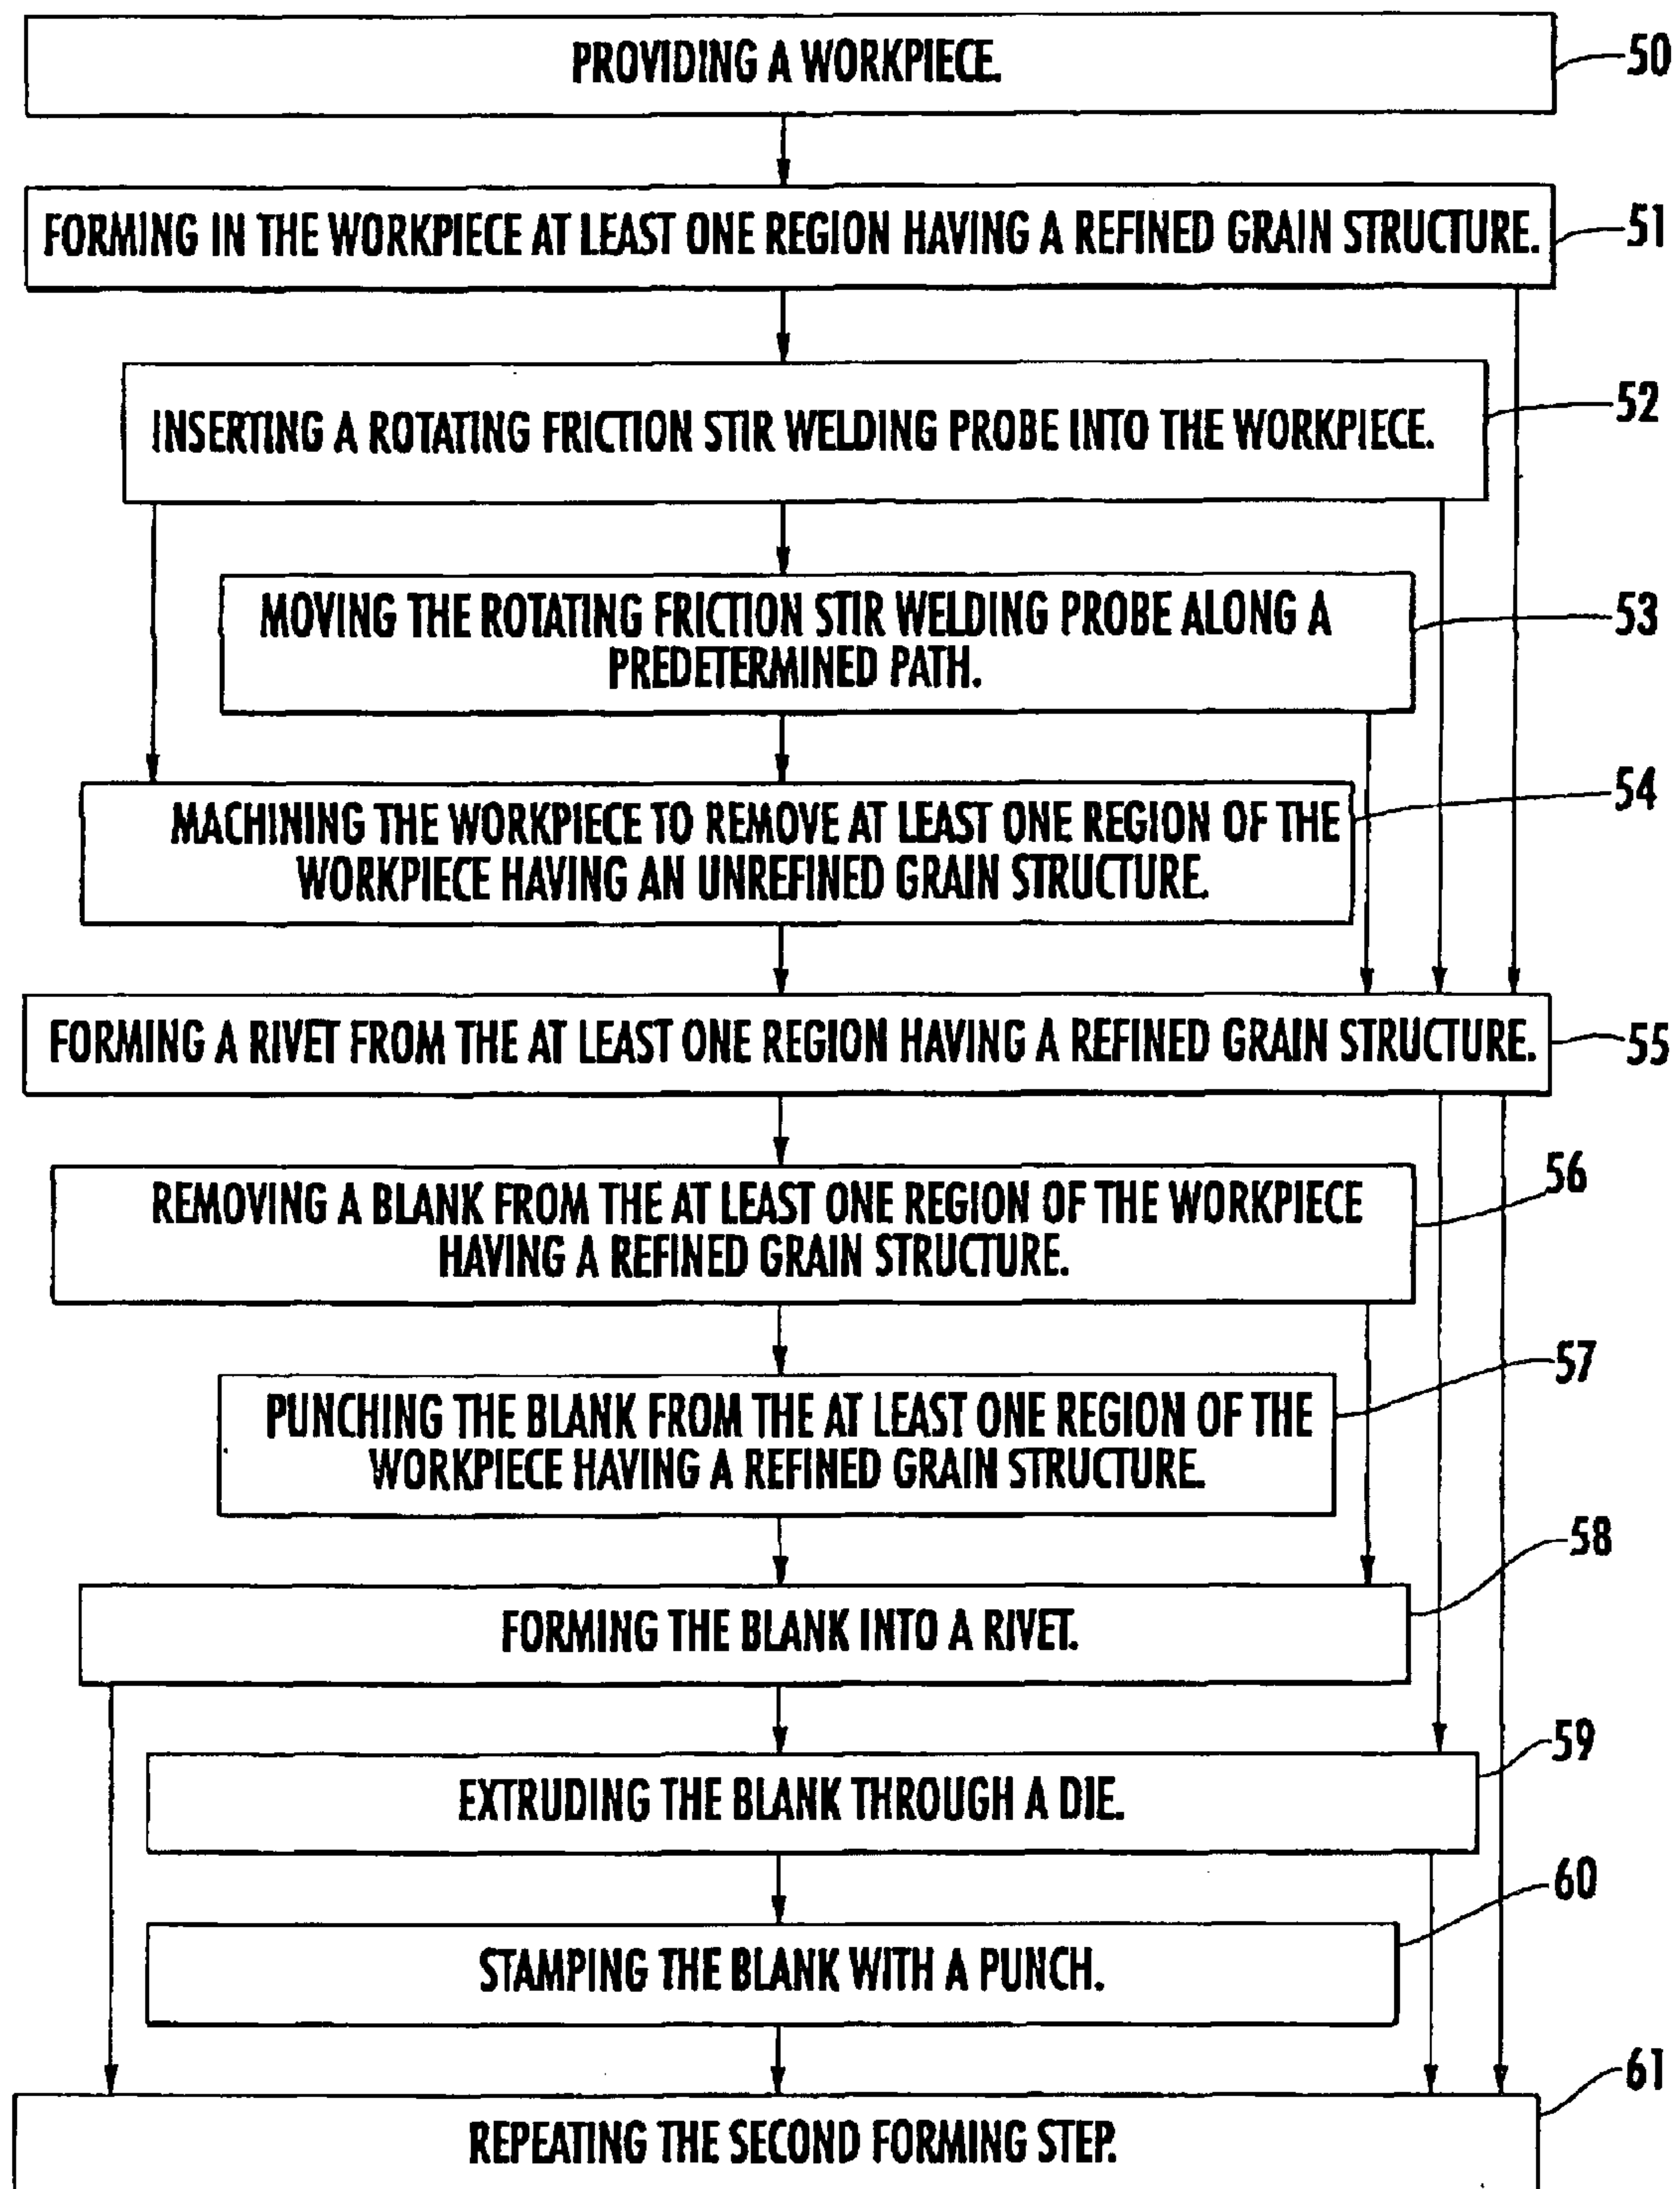 PROVIDING A WORKPIECE.
50
FORMING IN THE WORKPIECE AT LEAST ONE REGION HAVING A REFINED GRAIN STRUCTURE.
51
INSERTING A ROTATING FRICTION STIR WELDING PROBE INTO THE WORKPIECE.
52
MOVING THE ROTATING FRICTION STIR WELDING PROBE ALONG A
PREDETERMINED PATH.
53
MACHINING THE WORKPIECE TO REMOVE AT LEAST ONE REGION OF THE
WORKPIECE HAVING AN UNREFINED GRAIN STRUCTURE.
54
FORMING A RIVET FROM THE AT LEAST ONE REGION HAVING A REFINED GRAIN STRUCTURE.
55
REMOVING A BLANK FROM THE AT LEAST ONE REGION OF THE WORKPIECE
HAVING A REFINED GRAIN STRUCTURE.
56
PUNCHING THE BLANK FROM THE AT LEAST ONE REGION OF THE
WORKPIECE HAVING A REFINED GRAIN STRUCTURE.
57
FORMING THE BLANK INTO A RIVET.
58
EXTRUDING THE BLANK THROUGH A DIE.
59
STAMPING THE BLANK WITH A PUNCH.
60
REPEATING THE SECOND FORMING STEP.
61